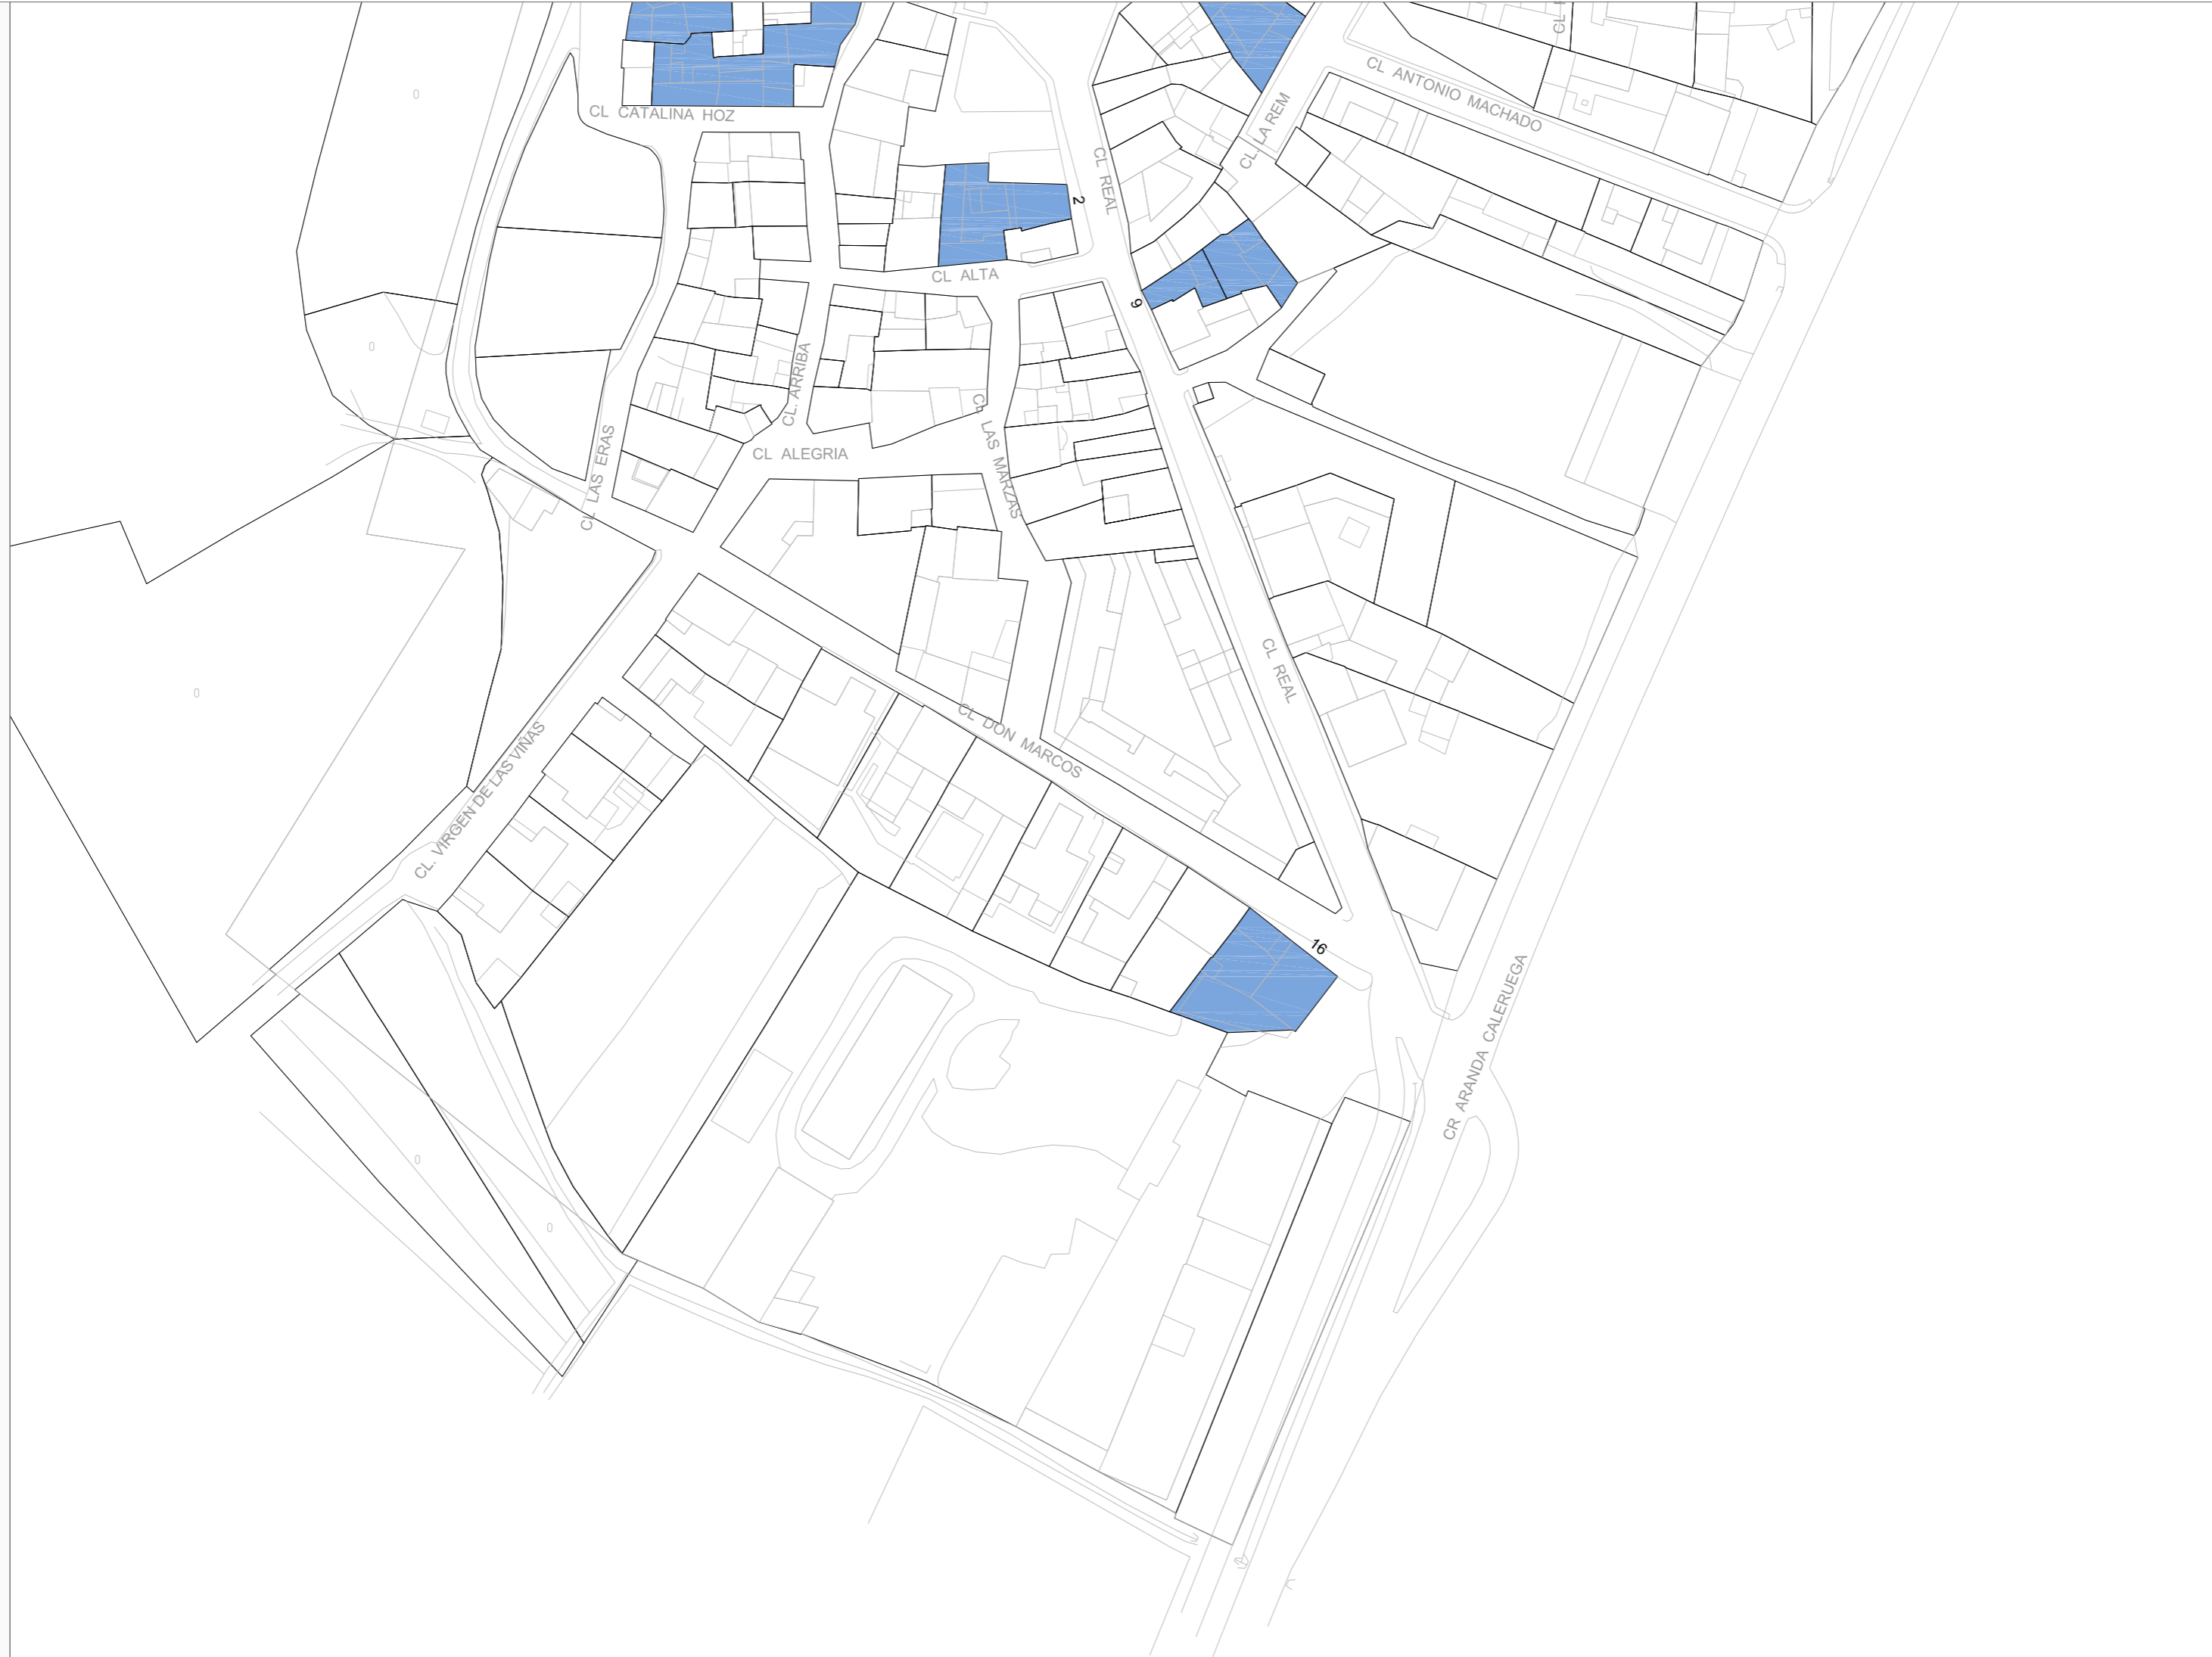 CL
CL ANTONIO MACHADO
0
CL CATALINA HOZ
CL. LA REM
CL REAL
2
CL ALTA
9
0
CL. ARRIBA
CL LAS MARZAS
CL ALEGRIA
CL LAS ERAS
0
CL REAL
CL DON MARCOS
CL. VIRGEN DE LAS VIÑAS
16
CR ARANDA CALERUEGA
0
0